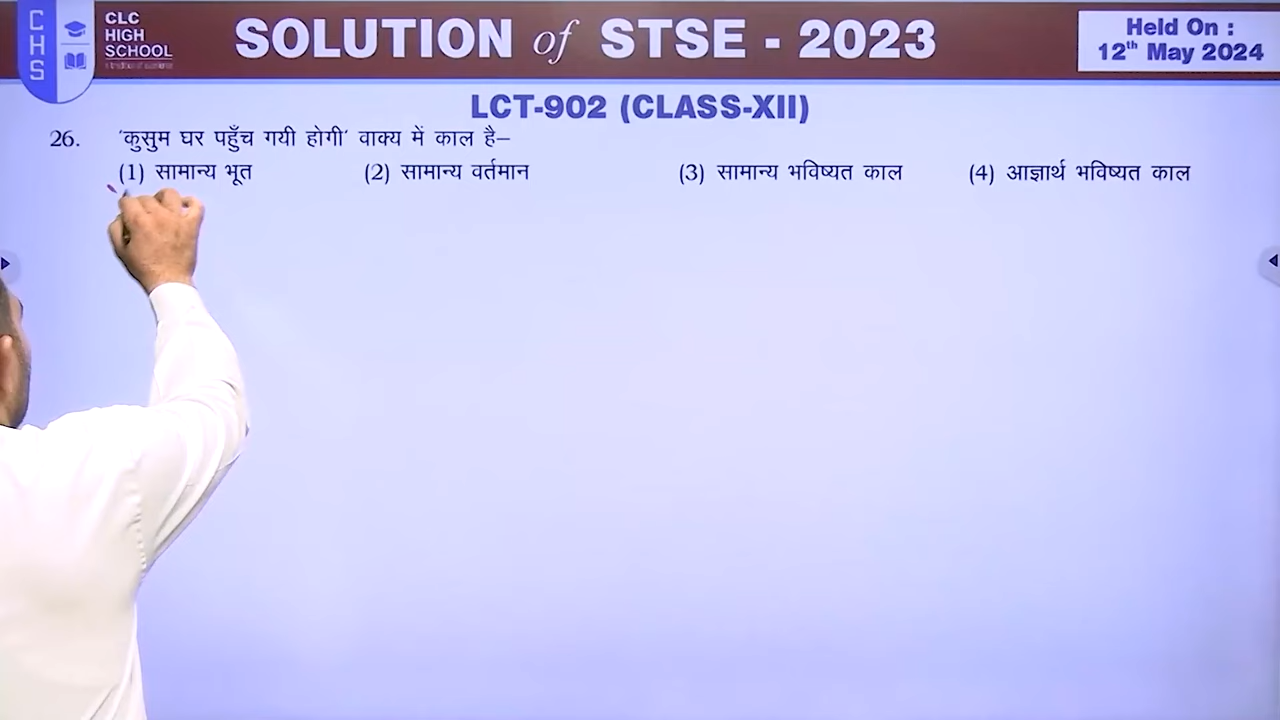 CHS
CLC
HIGH
SCHOOL
SOLUTION of STSE - 2023
Held On :
12th May 2024
LCT-902 (CLASS-XII)
26. 'कुसुम घर पहुँच गयी होगी' वाक्य में काल है–
(1) सामान्य भूत (2) सामान्य वर्तमान (3) सामान्य भविष्यत काल (4) आज्ञार्थ भविष्यत काल